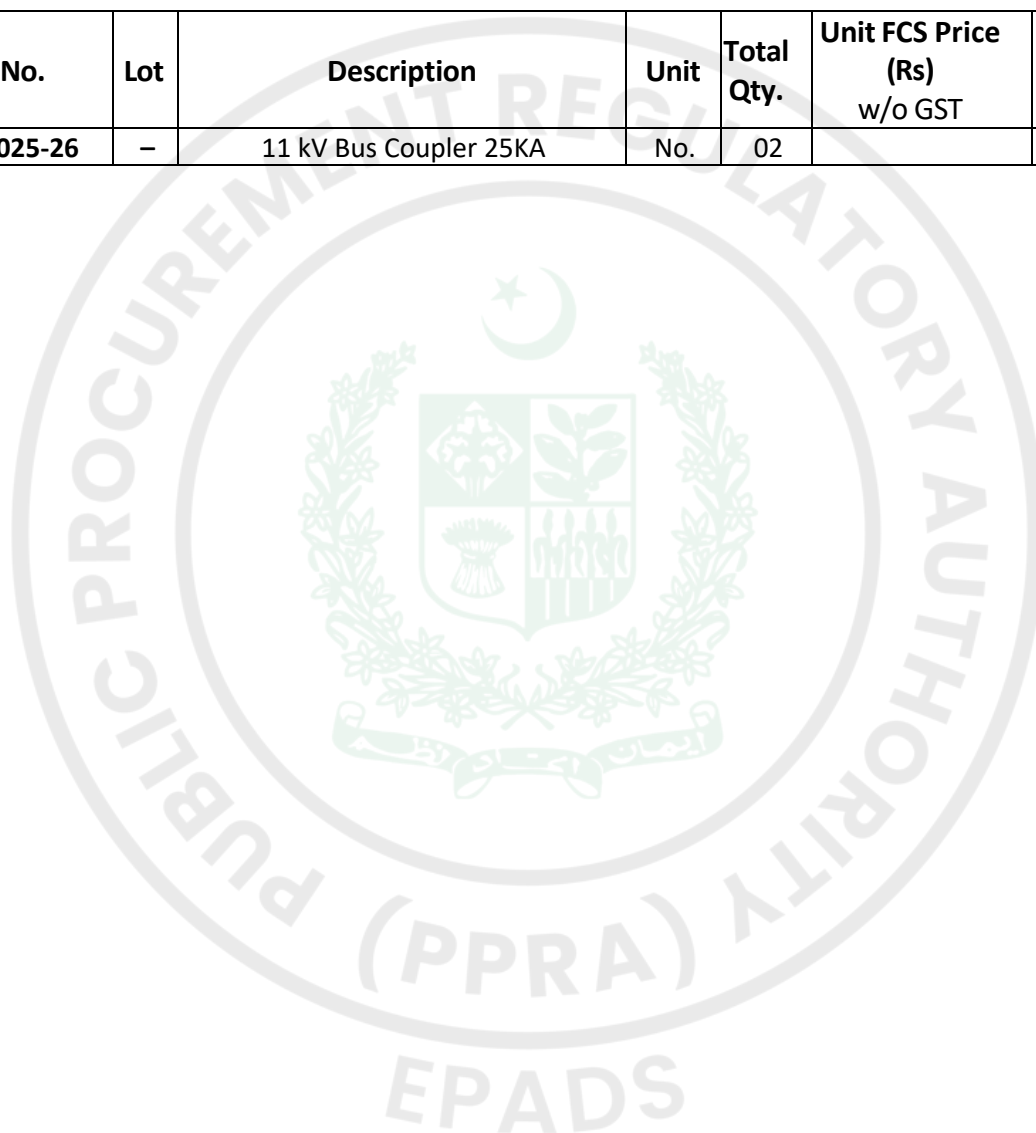 No. Lot Description Unit Total Qty. Unit FCS Price (Rs) w/o GST
025-26 – 11 kV Bus Coupler 25KA No. 02
PUBLIC PROCUREMENT REGULATORY AUTHORITY
(PPRA)
EPADS